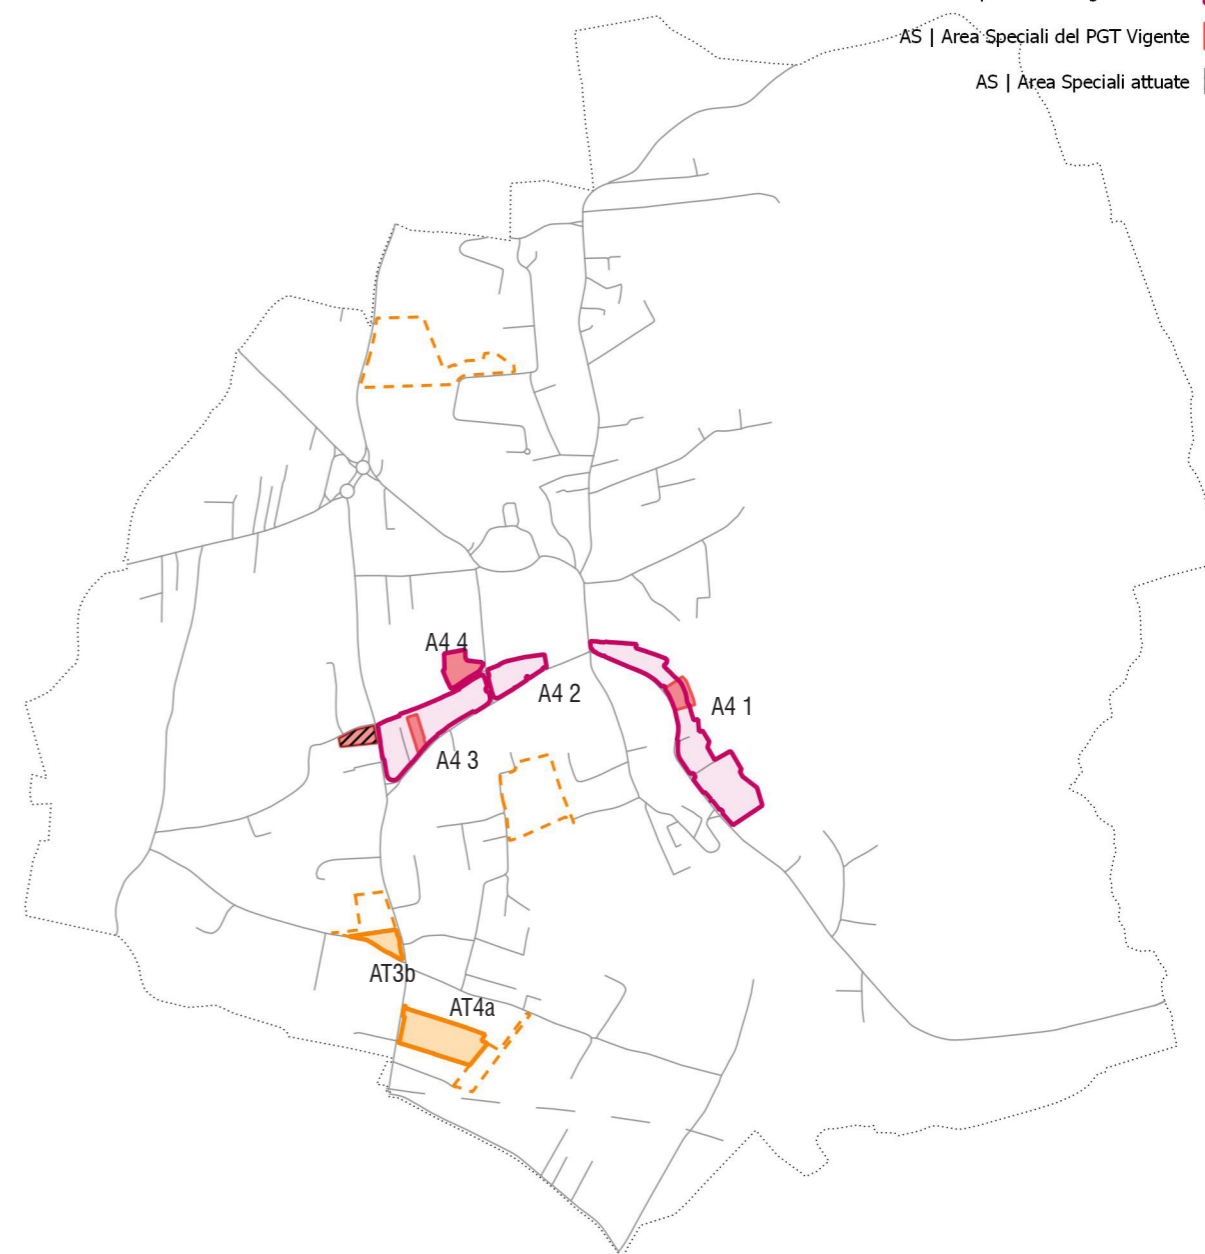 AS | Area Speciali del PGT Vigente
AS | Area Speciali attuate
A4 4
A4 2
A4 1
A4 3
AT3b
AT4a